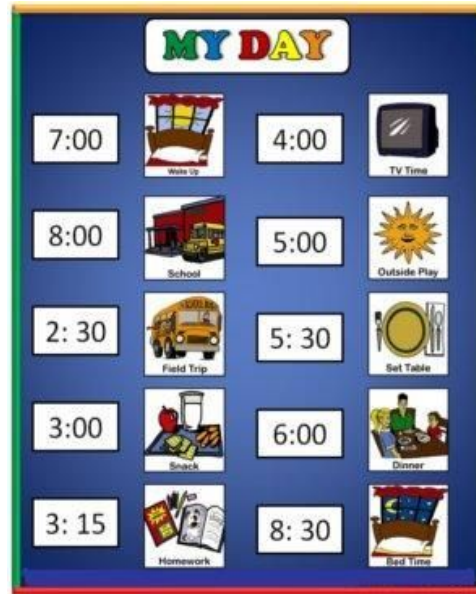 MY DAY
7:00
Wake Up
8:00
School
2: 30
Field Trip
3:00
Snack
3: 15
Homework
4:00
TV Time
5:00
Outside Play
5: 30
Set Table
6:00
Dinner
8: 30
Bed Time